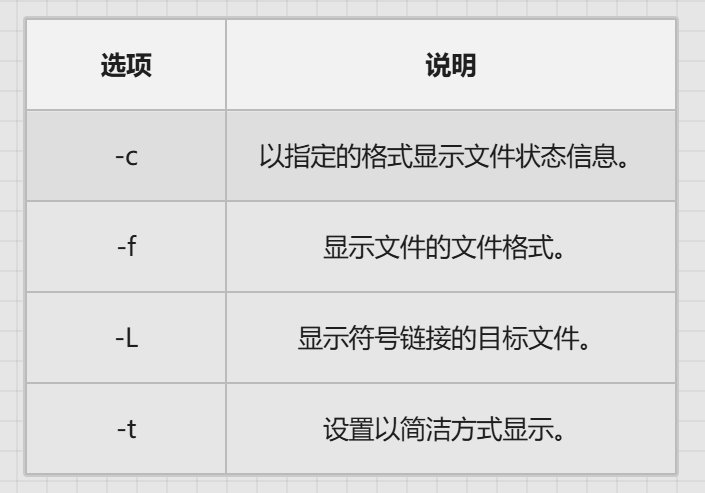 选项 说明
-c 以指定的格式显示文件状态信息。
-f 显示文件的文件格式。
-L 显示符号链接的目标文件。
-t 设置以简洁方式显示。